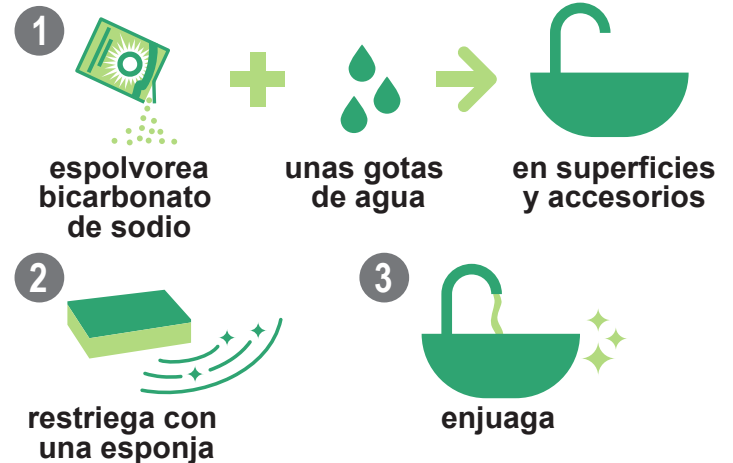 1
espolvorea
bicarbonato
de sodio
unas gotas
de agua
en superficies
y accesorios
2
restriega con
una esponja
3
enjuaga